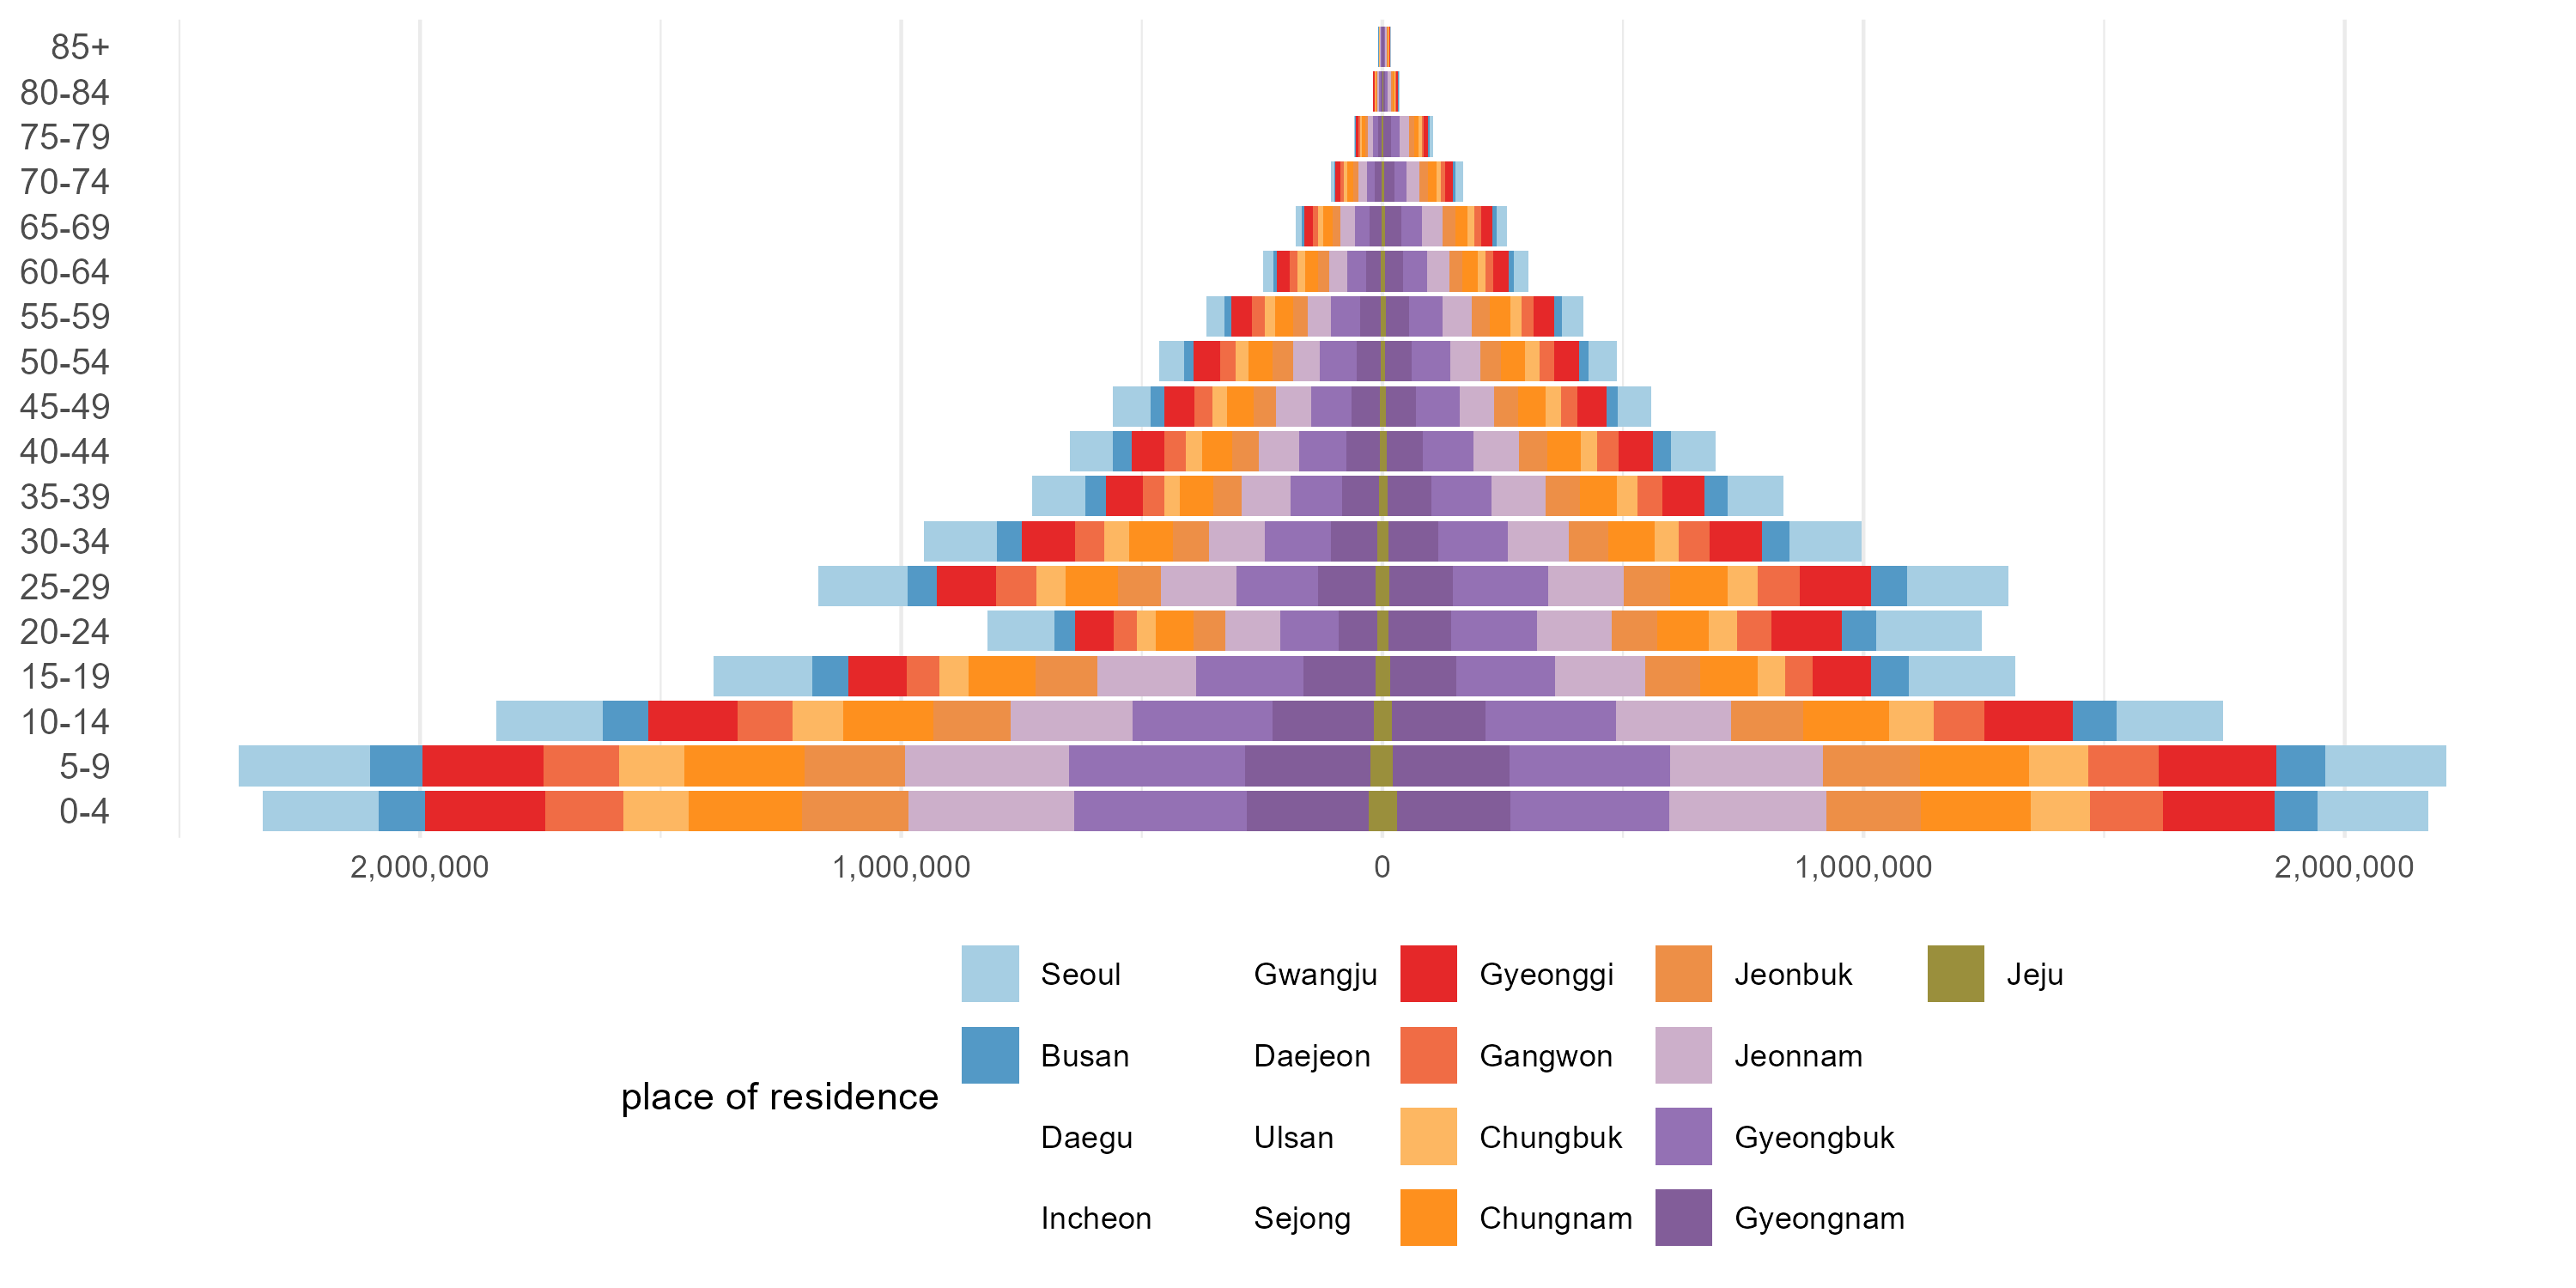 85+
80-84
75-79
70-74
65-69
60-64
55-59
50-54
45-49
40-44
35-39
30-34
25-29
20-24
15-19
10-14
5-9
0-4
2,000,000 1,000,000 0 1,000,000 2,000,000
place of residence
Seoul
Busan
Daegu
Incheon
Gwangju
Daejeon
Ulsan
Sejong
Gyeonggi
Gangwon
Chungbuk
Chungnam
Jeonbuk
Jeonnam
Gyeongbuk
Gyeongnam
Jeju